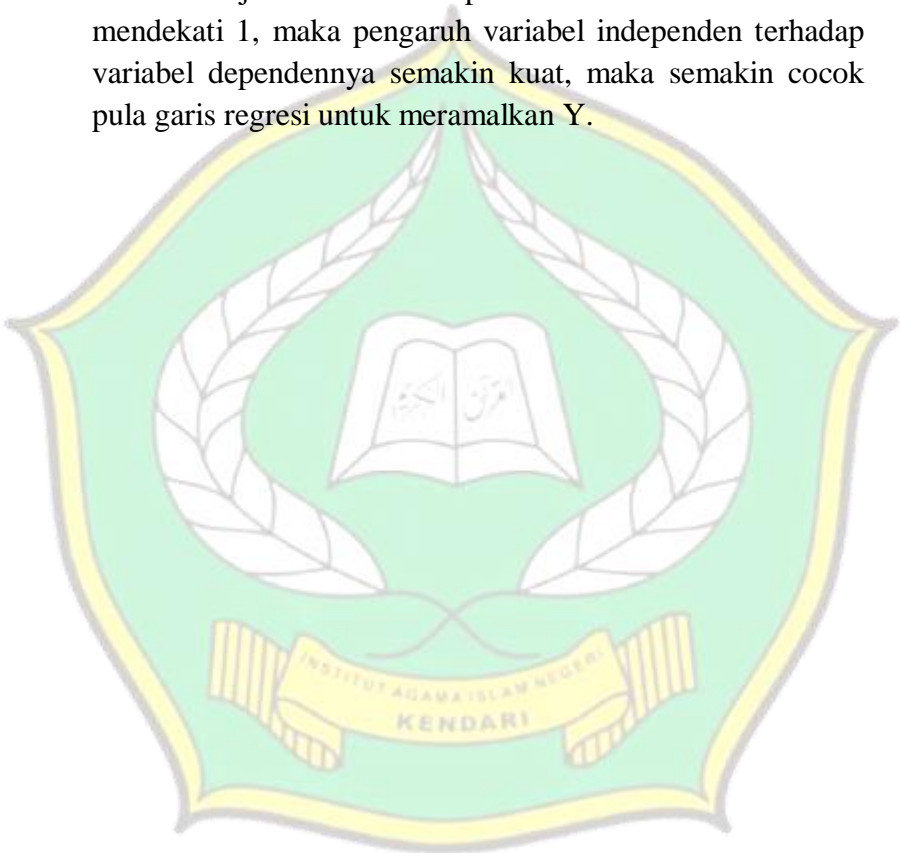 mendekati 1, maka pengaruh variabel independen terhadap
variabel dependennya semakin kuat, maka semakin cocok
pula garis regresi untuk meramalkan Y.
INSTITUT AGAMA ISLAM NEGERI
KENDARI